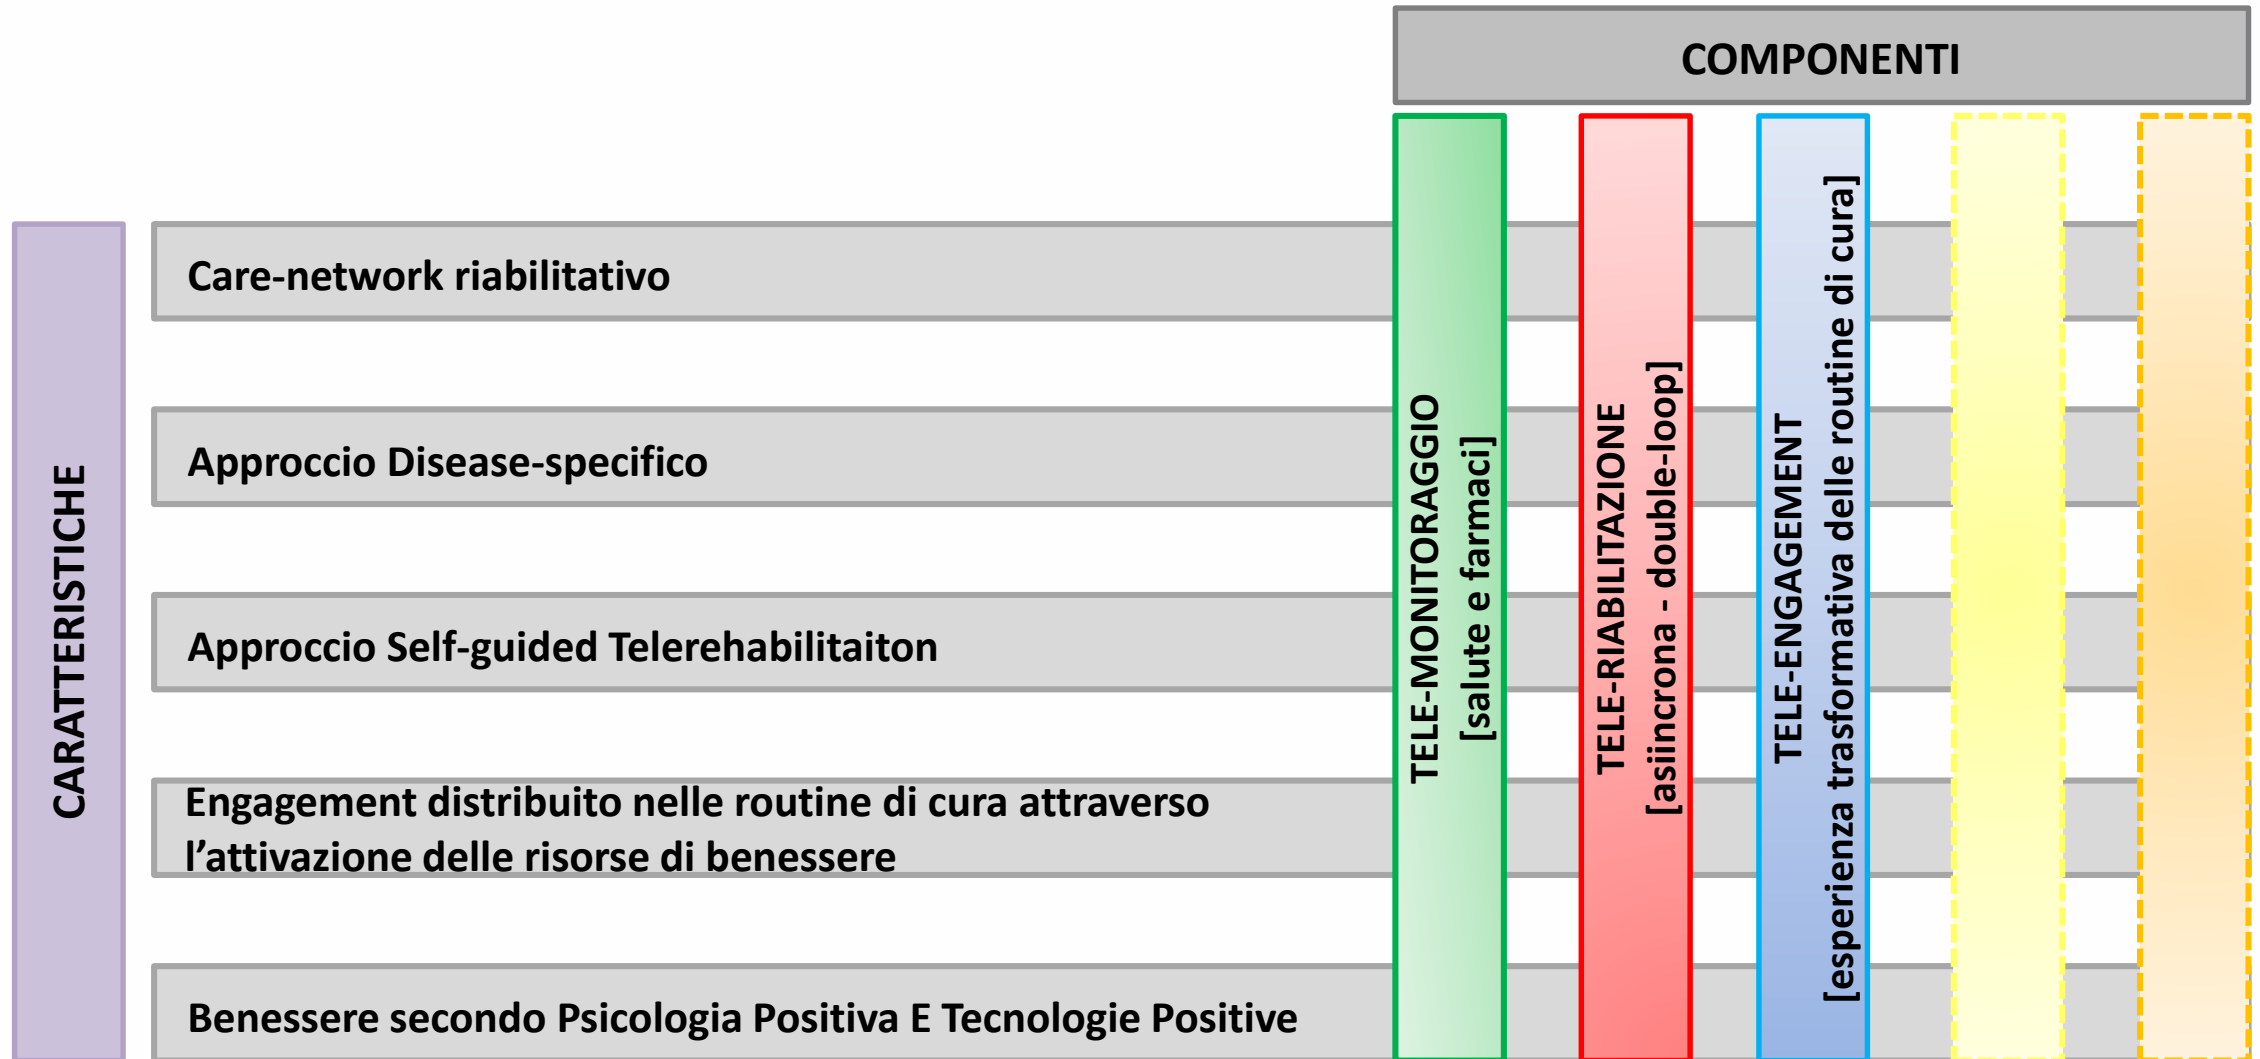 COMPONENTI
CARATTERISTICHE
Care-network riabilitativo
Approccio Disease-specifico
Approccio Self-guided Telerehabilitaiton
Engagement distribuito nelle routine di cura attraverso
l’attivazione delle risorse di benessere
Benessere secondo Psicologia Positiva E Tecnologie Positive
TELE-MONITORAGGIO
[salute e farmaci]
TELE-RIABILITAZIONE
[asiincrona - double-loop]
TELE-ENGAGEMENT
[esperienza trasformativa delle routine di cura]